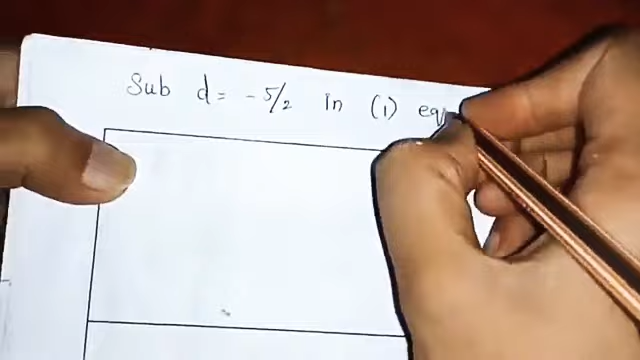 Sub d = - 5/2 in (1) eq